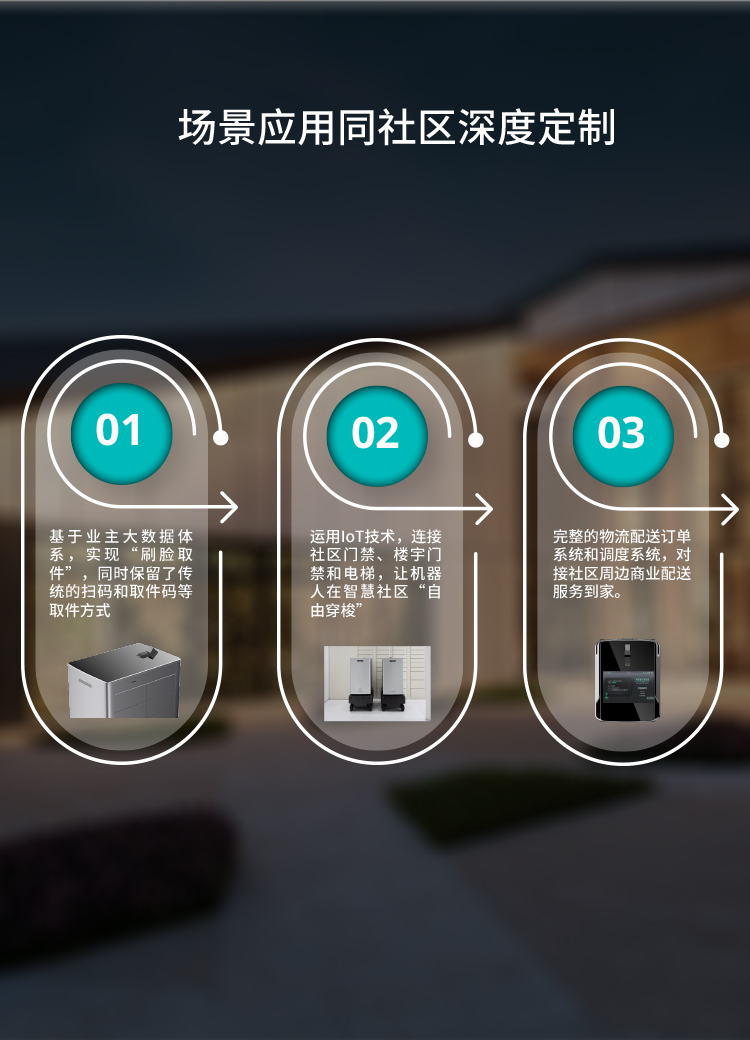 场景应用同社区深度定制
01
基于业主大数据体
系，实现“刷脸取
件”，同时保留了传
统的扫码和取件码等
取件方式
02
运用IoT技术，连接
社区门禁、楼宇门
禁和电梯，让机器
人在智慧社区“自
由穿梭”
03
完整的物流配送订单
系统和调度系统，对
接社区周边商业配送
服务到家。